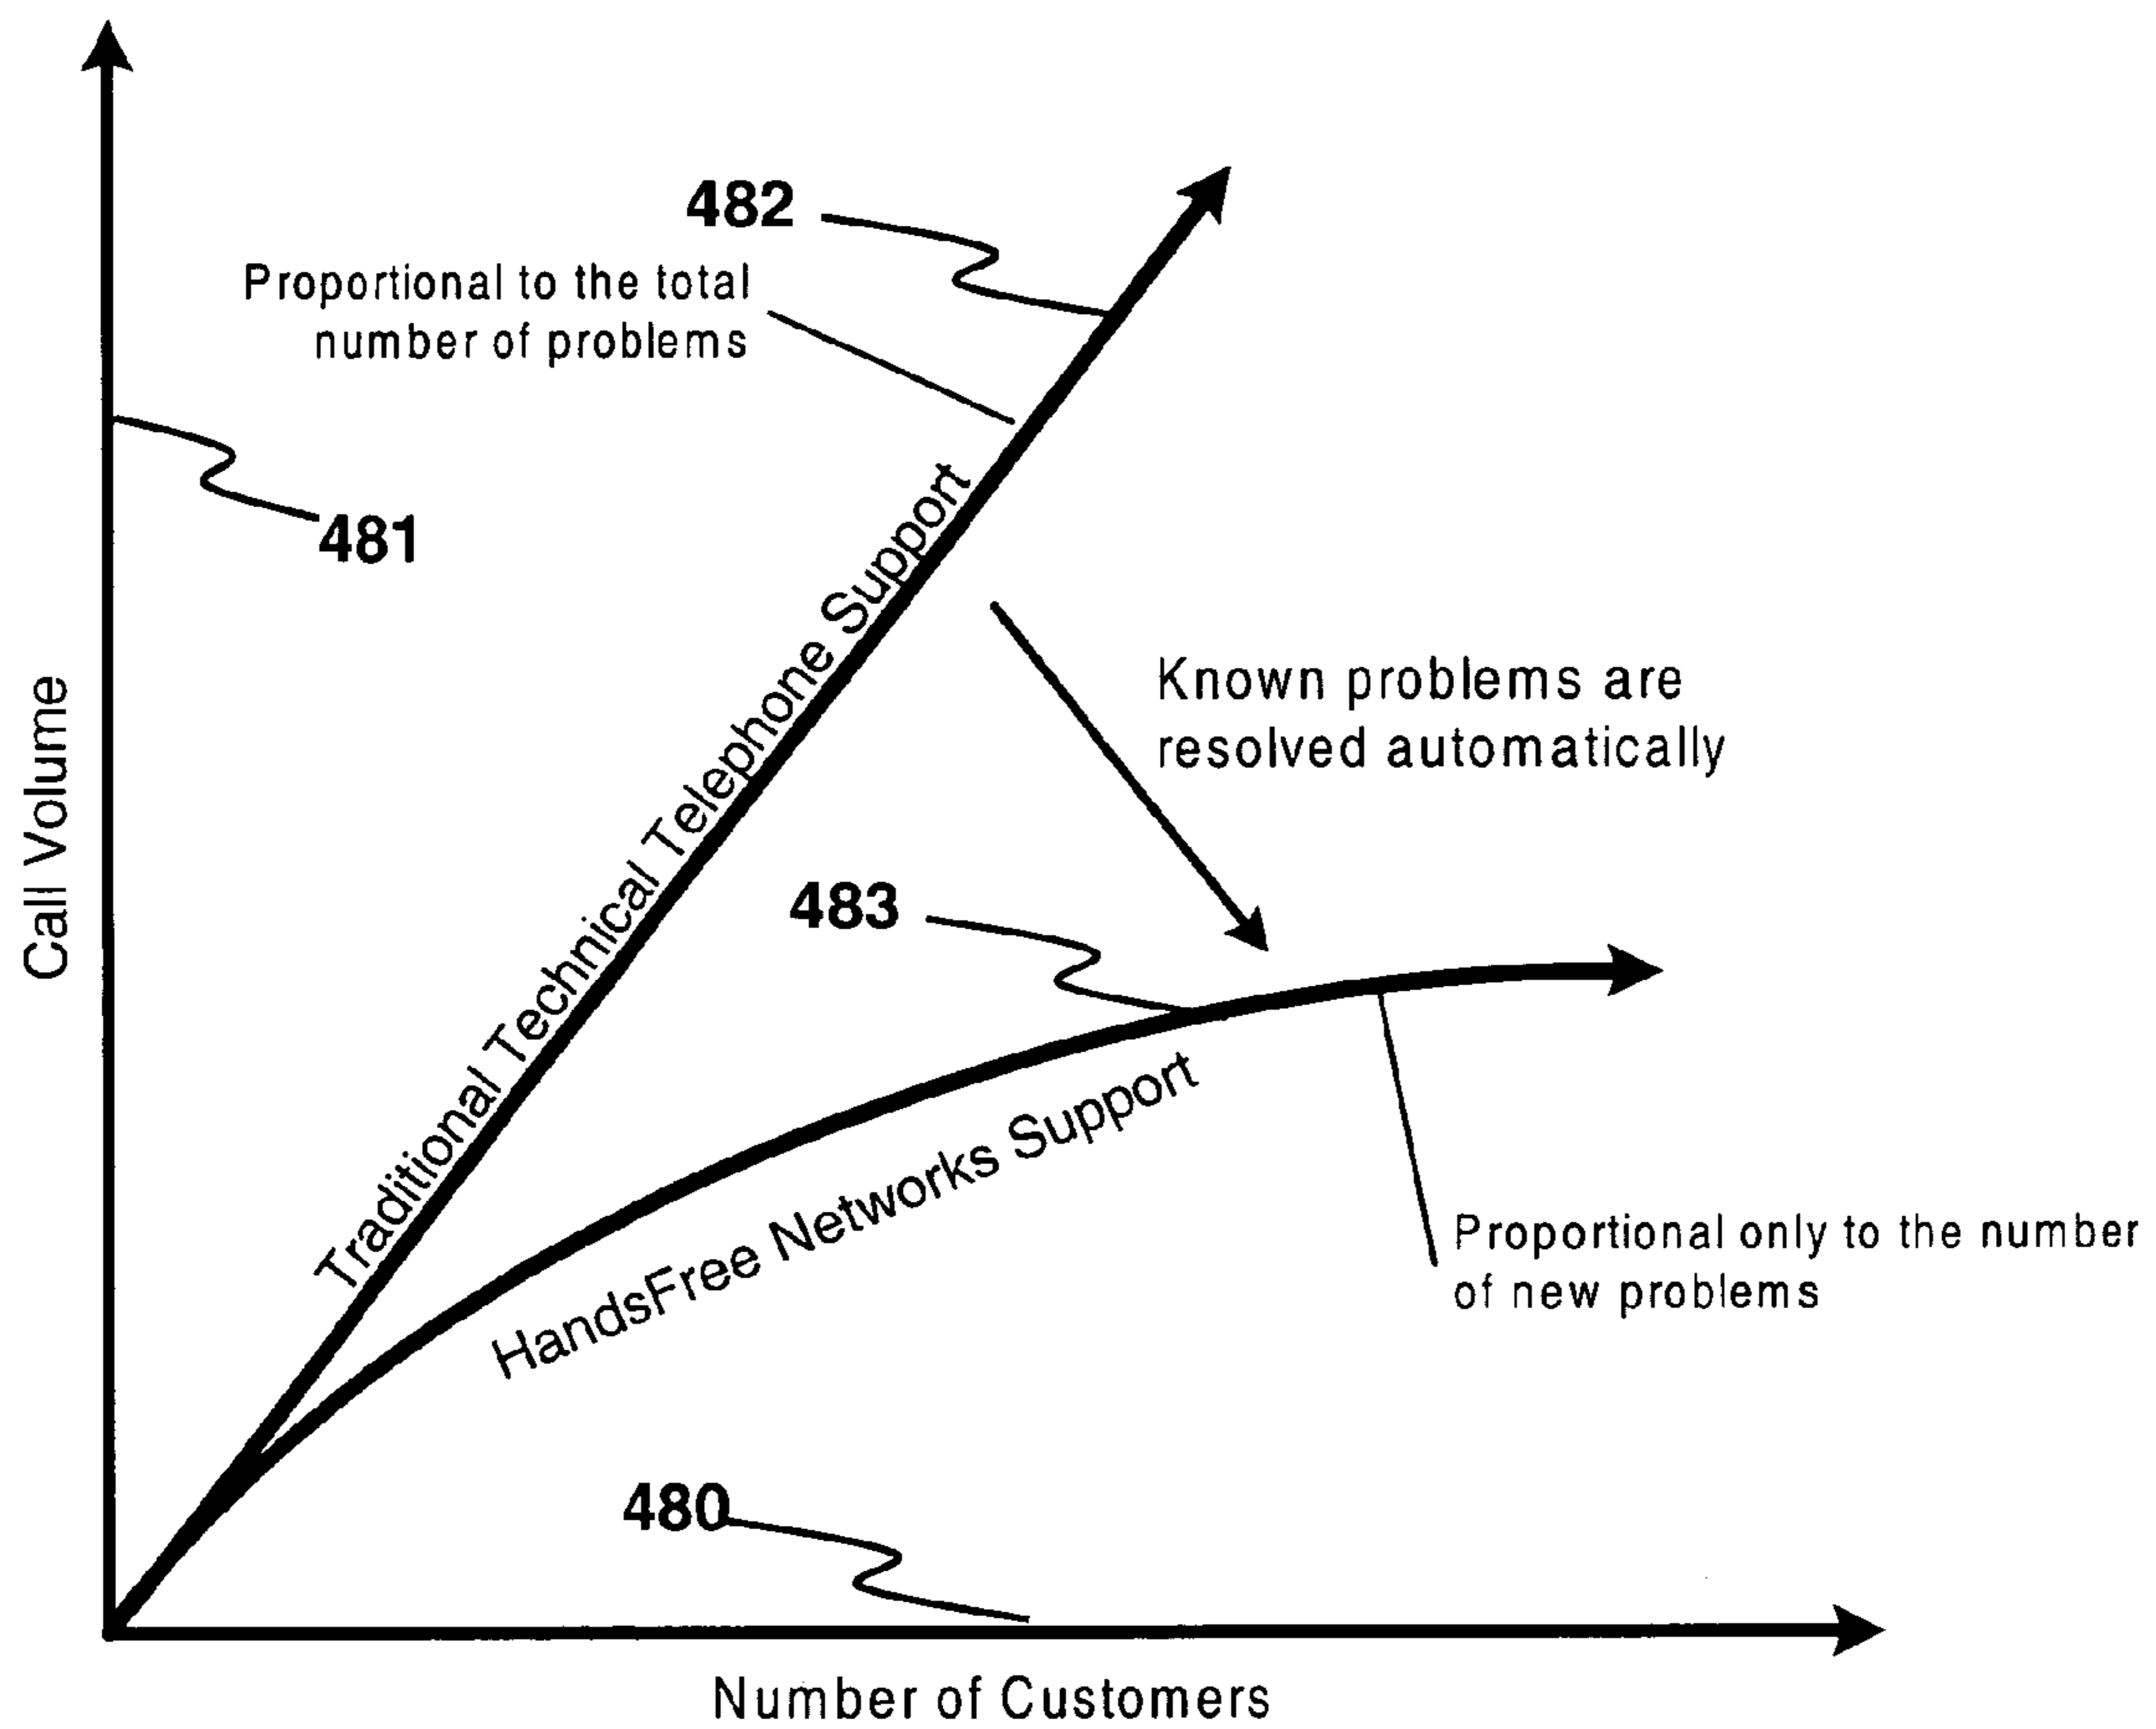 482
Proportional to the total
number of problems
481
Traditional Technical Telephone Support
Known problems are
resolved automatically
Call Volume
483
HandsFree Networks Support
Proportional only to the number
of new problems
480
Number of Customers